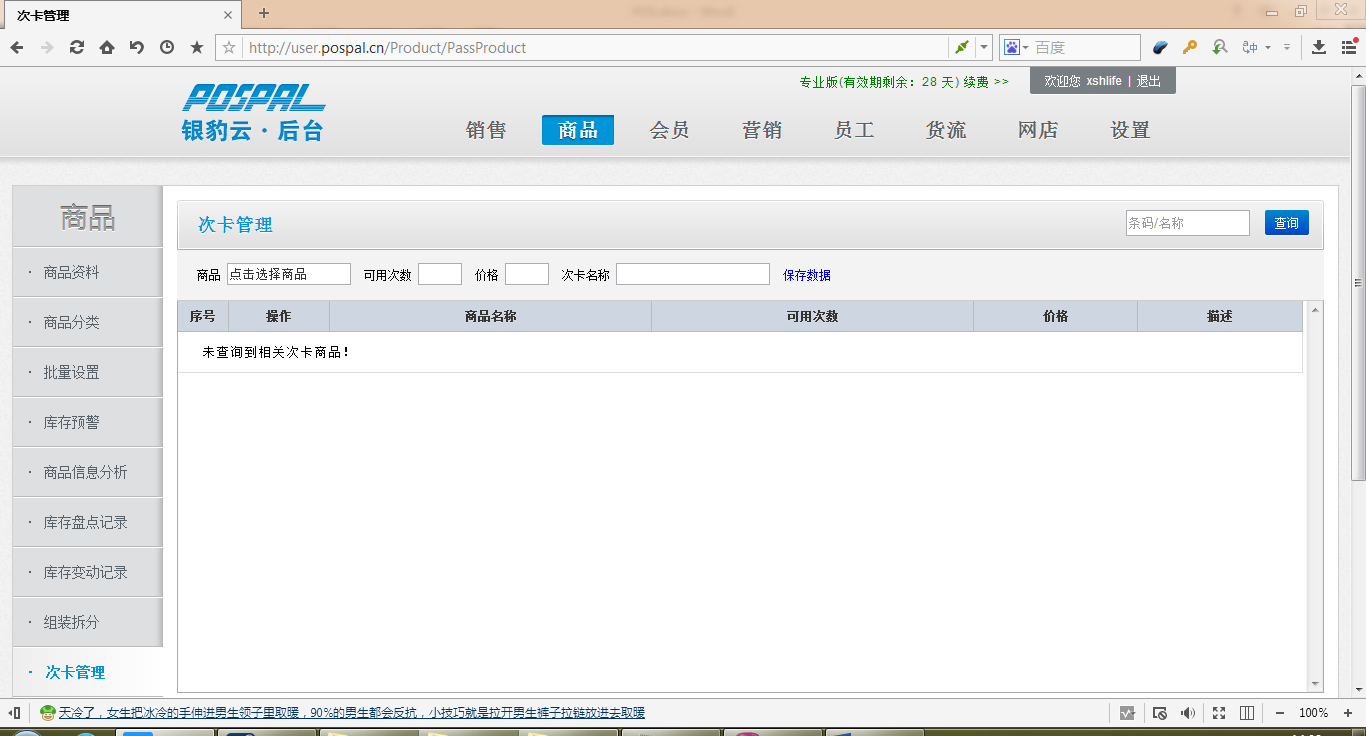 次卡管理
http://user.pospal.cn/Product/PassProduct
百度
专业版(有效期剩余: 28 天) 续费 >>
欢迎您 xshlife | 退出
POSPAL
银豹云·后台
销售 商品 会员 营销 员工 货流 网店 设置
商品
· 商品资料
· 商品分类
· 批量设置
· 库存预警
· 商品信息分析
· 库存盘点记录
· 库存变动记录
· 组装拆分
· 次卡管理
次卡管理
条码/名称 查询
商品 点击选择商品 可用次数 价格 次卡名称 保存数据
序号 操作 商品名称 可用次数 价格 描述
未查询到相关次卡商品!
天冷了，女生把冰冷的手伸进男生领子里取暖，90%的男生都会反抗，小技巧就是拉开男生裤子拉链放进去取暖
100%